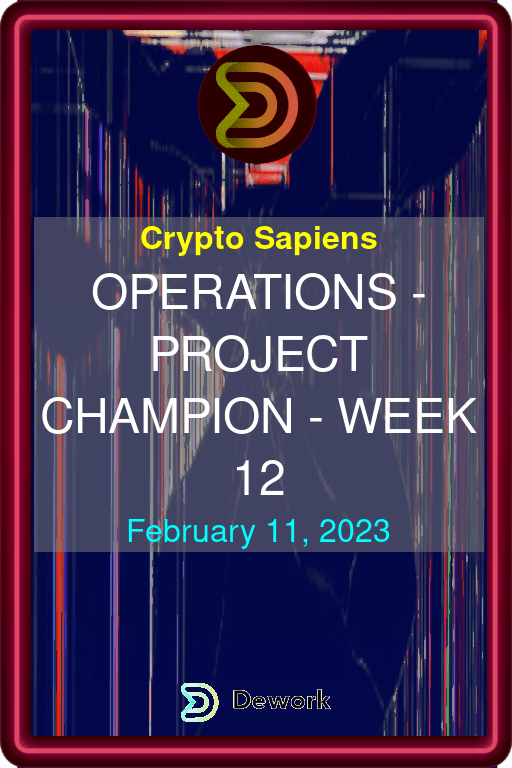 Crypto Sapiens
OPERATIONS -
PROJECT
CHAMPION - WEEK
12
February 11, 2023
Dework